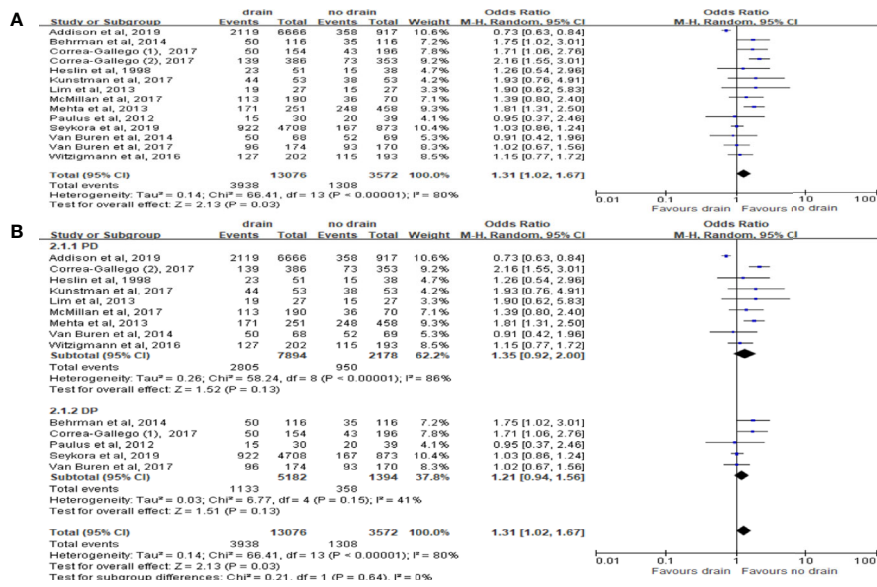 A
drain no drain Odds Ratio Odds Ratio
Study or Subgroup Events Total Events Total Weight M-H, Random, 95% CI M-H, Random, 95% CI
Addison et al, 2019 2119 6666 358 917 10.6% 0.73 [0.63, 0.84]
Behrman et al, 2014 50 116 35 116 7.2% 1.75 [1.02, 3.01]
Correa-Gallego (1), 2017 50 154 43 196 7.8% 1.71 [1.06, 2.76]
Correa-Gallego (2), 2017 139 386 73 353 9.2% 2.16 [1.55, 3.01]
Heslin et al, 1998 23 51 15 38 5.1% 1.26 [0.54, 2.96]
Kunstman et al, 2017 44 53 38 53 4.7% 1.93 [0.76, 4.91]
Lim et al, 2013 19 27 15 27 3.5% 1.90 [0.62, 5.83]
McMillan et al, 2017 113 190 36 70 7.1% 1.39 [0.80, 2.40]
Mehta et al, 2013 171 251 248 458 9.3% 1.81 [1.31, 2.50]
Paulus et al, 2012 15 30 20 39 4.6% 0.95 [0.37, 2.46]
Seykora et al, 2019 922 4708 167 873 10.4% 1.03 [0.86, 1.24]
Van Buren et al, 2014 50 68 52 69 5.5% 0.91 [0.42, 1.96]
Van Buren et al, 2017 96 174 93 170 8.3% 1.02 [0.67, 1.56]
Witzigmann et al, 2016 127 202 115 193 8.5% 1.15 [0.77, 1.72]
Total (95% CI) 13076 3572 100.0% 1.31 [1.02, 1.67]
Total events 3938 1308
Heterogeneity: Tau² = 0.14; Chi² = 66.41, df = 13 (P < 0.00001); I² = 80%
Test for overall effect: Z = 2.13 (P = 0.03)
0.01 0.1 1 10 100
Favours drain Favours no drain
B
drain no drain Odds Ratio Odds Ratio
Study or Subgroup Events Total Events Total Weight M-H, Random, 95% CI M-H, Random, 95% CI
2.1.1 PD
Addison et al, 2019 2119 6666 358 917 10.6% 0.73 [0.63, 0.84]
Correa-Gallego (2), 2017 139 386 73 353 9.2% 2.16 [1.55, 3.01]
Heslin et al, 1998 23 51 15 38 5.1% 1.26 [0.54, 2.96]
Kunstman et al, 2017 44 53 38 53 4.7% 1.93 [0.76, 4.91]
Lim et al, 2013 19 27 15 27 3.5% 1.90 [0.62, 5.83]
McMillan et al, 2017 113 190 36 70 7.1% 1.39 [0.80, 2.40]
Mehta et al, 2013 171 251 248 458 9.3% 1.81 [1.31, 2.50]
Van Buren et al, 2014 50 68 52 69 5.5% 0.91 [0.42, 1.96]
Witzigmann et al, 2016 127 202 115 193 8.5% 1.15 [0.77, 1.72]
Subtotal (95% CI) 7894 2178 62.2% 1.35 [0.92, 2.00]
Total events 2805 950
Heterogeneity: Tau² = 0.26; Chi² = 58.24, df = 8 (P < 0.00001); I² = 86%
Test for overall effect: Z = 1.52 (P = 0.13)
2.1.2 DP
Behrman et al, 2014 50 116 35 116 7.2% 1.75 [1.02, 3.01]
Correa-Gallego (1), 2017 50 154 43 196 7.8% 1.71 [1.06, 2.76]
Paulus et al, 2012 15 30 20 39 4.6% 0.95 [0.37, 2.46]
Seykora et al, 2019 922 4708 167 873 10.4% 1.03 [0.86, 1.24]
Van Buren et al, 2017 96 174 93 170 8.3% 1.02 [0.67, 1.56]
Subtotal (95% CI) 5182 1394 37.8% 1.21 [0.94, 1.56]
Total events 1133 358
Heterogeneity: Tau² = 0.03; Chi² = 6.77, df = 4 (P = 0.15); I² = 41%
Test for overall effect: Z = 1.51 (P = 0.13)
Total (95% CI) 13076 3572 100.0% 1.31 [1.02, 1.67]
Total events 3938 1308
Heterogeneity: Tau² = 0.14; Chi² = 66.41, df = 13 (P < 0.00001); I² = 80%
Test for overall effect: Z = 2.13 (P = 0.03)
Test for subgroup differences: Chi² = 0.21, df = 1 (P = 0.64), I² = 0%
0.01 0.1 1 10 100
Favours drain Favours no drain